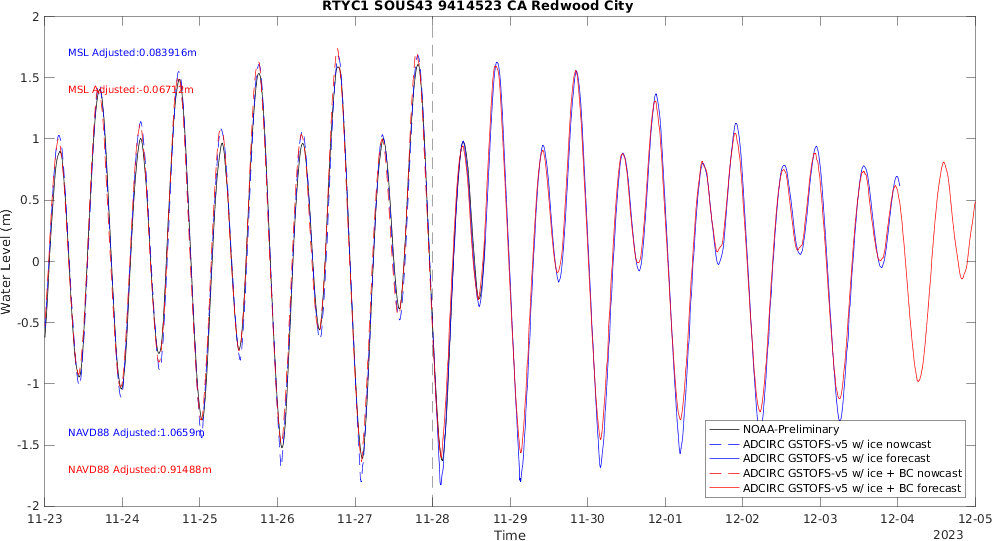 RTYC1 SOUS43 9414523 CA Redwood City
2
1.5
1
0.5
0
-0.5
-1
-1.5
-2
Water Level (m)
MSL Adjusted:0.083916m
MSL Adjusted:-0.06712m
NAVD88 Adjusted:1.0659m
NAVD88 Adjusted:0.91488m
NOAA-Preliminary
ADCIRC GSTOFS-v5 w/ ice nowcast
ADCIRC GSTOFS-v5 w/ ice forecast
ADCIRC GSTOFS-v5 w/ ice + BC nowcast
ADCIRC GSTOFS-v5 w/ ice + BC forecast
11-23 11-24 11-25 11-26 11-27 11-28 11-29 11-30 12-01 12-02 12-03 12-04 12-05
Time
2023